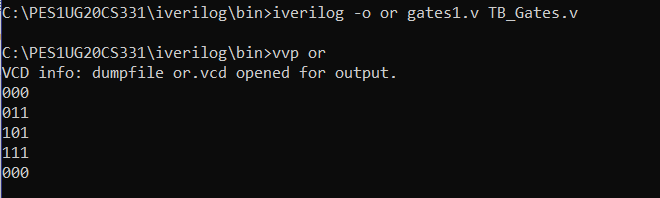 C:\PES1UG20CS331\iverilog\bin>iverilog -o or gates1.v TB_Gates.v
C:\PES1UG20CS331\iverilog\bin>vvp or
VCD info: dumpfile or.vcd opened for output.
000
011
101
111
000